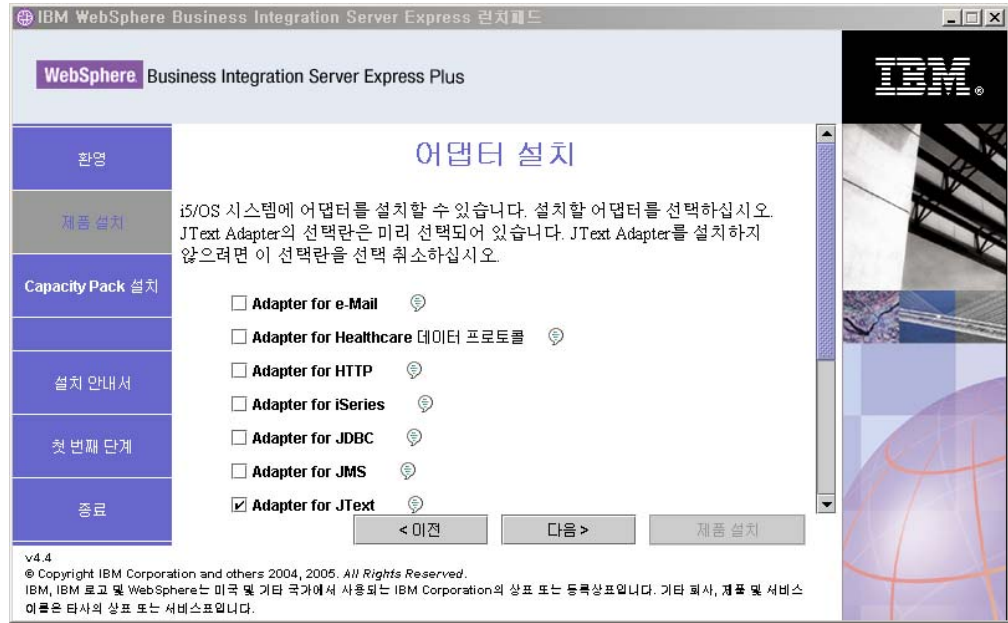 IBM WebSphere Business Integration Server Express 런치패드
WebSphere. Business Integration Server Express Plus
IBM®
환영
제품 설치
Capacity Pack 설치
설치 안내서
첫 번째 단계
종료
어댑터 설치
i5/OS 시스템에 어댑터를 설치할 수 있습니다. 설치할 어댑터를 선택하십시오.
JText Adapter의 선택란은 미리 선택되어 있습니다. JText Adapter를 설치하지
않으려면 이 선택란을 선택 취소하십시오.
Adapter for e-Mail
Adapter for Healthcare 데이터 프로토콜
Adapter for HTTP
Adapter for iSeries
Adapter for JDBC
Adapter for JMS
Adapter for JText
< 이전
다음 >
제품 설치
v4.4
© Copyright IBM Corporation and others 2004, 2005. All Rights Reserved.
IBM, IBM 로고 및 WebSphere는 미국 및 기타 국가에서 사용되는 IBM Corporation의 상표 또는 등록상표입니다. 기타 회사, 제품 및 서비스
이름은 타사의 상표 또는 서비스표입니다.